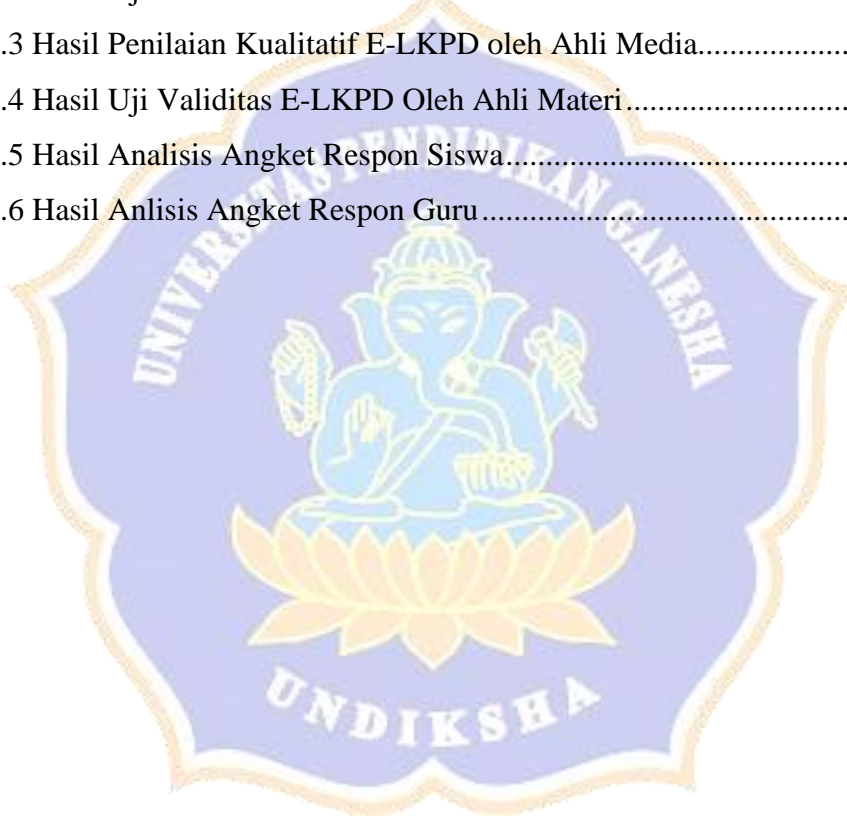 .3 Hasil Penilaian Kualitatif E-LKPD oleh Ahli Media...................
.4 Hasil Uji Validitas E-LKPD Oleh Ahli Materi............................
.5 Hasil Analisis Angket Respon Siswa...........................................
.6 Hasil Anlisis Angket Respon Guru..............................................
UNIVERSITAS PENDIDIKAN GANESHA
UNDIKSHA